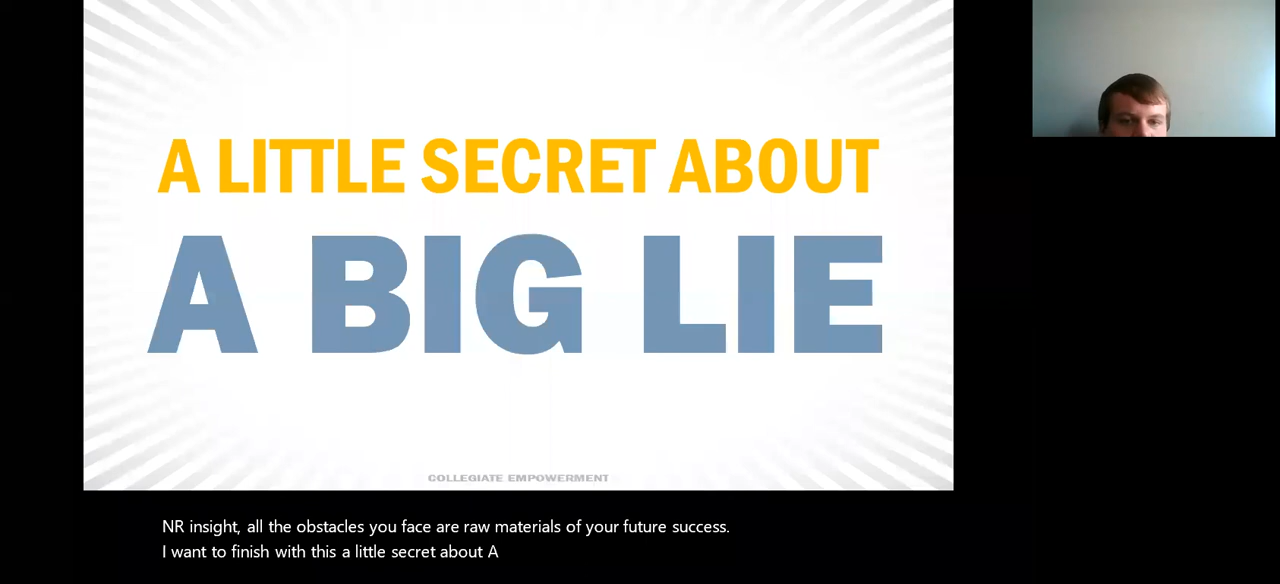 A LITTLE SECRET ABOUT
A BIG LIE
COLLEGIATE EMPOWERMENT
NR insight, all the obstacles you face are raw materials of your future success.
I want to finish with this a little secret about A